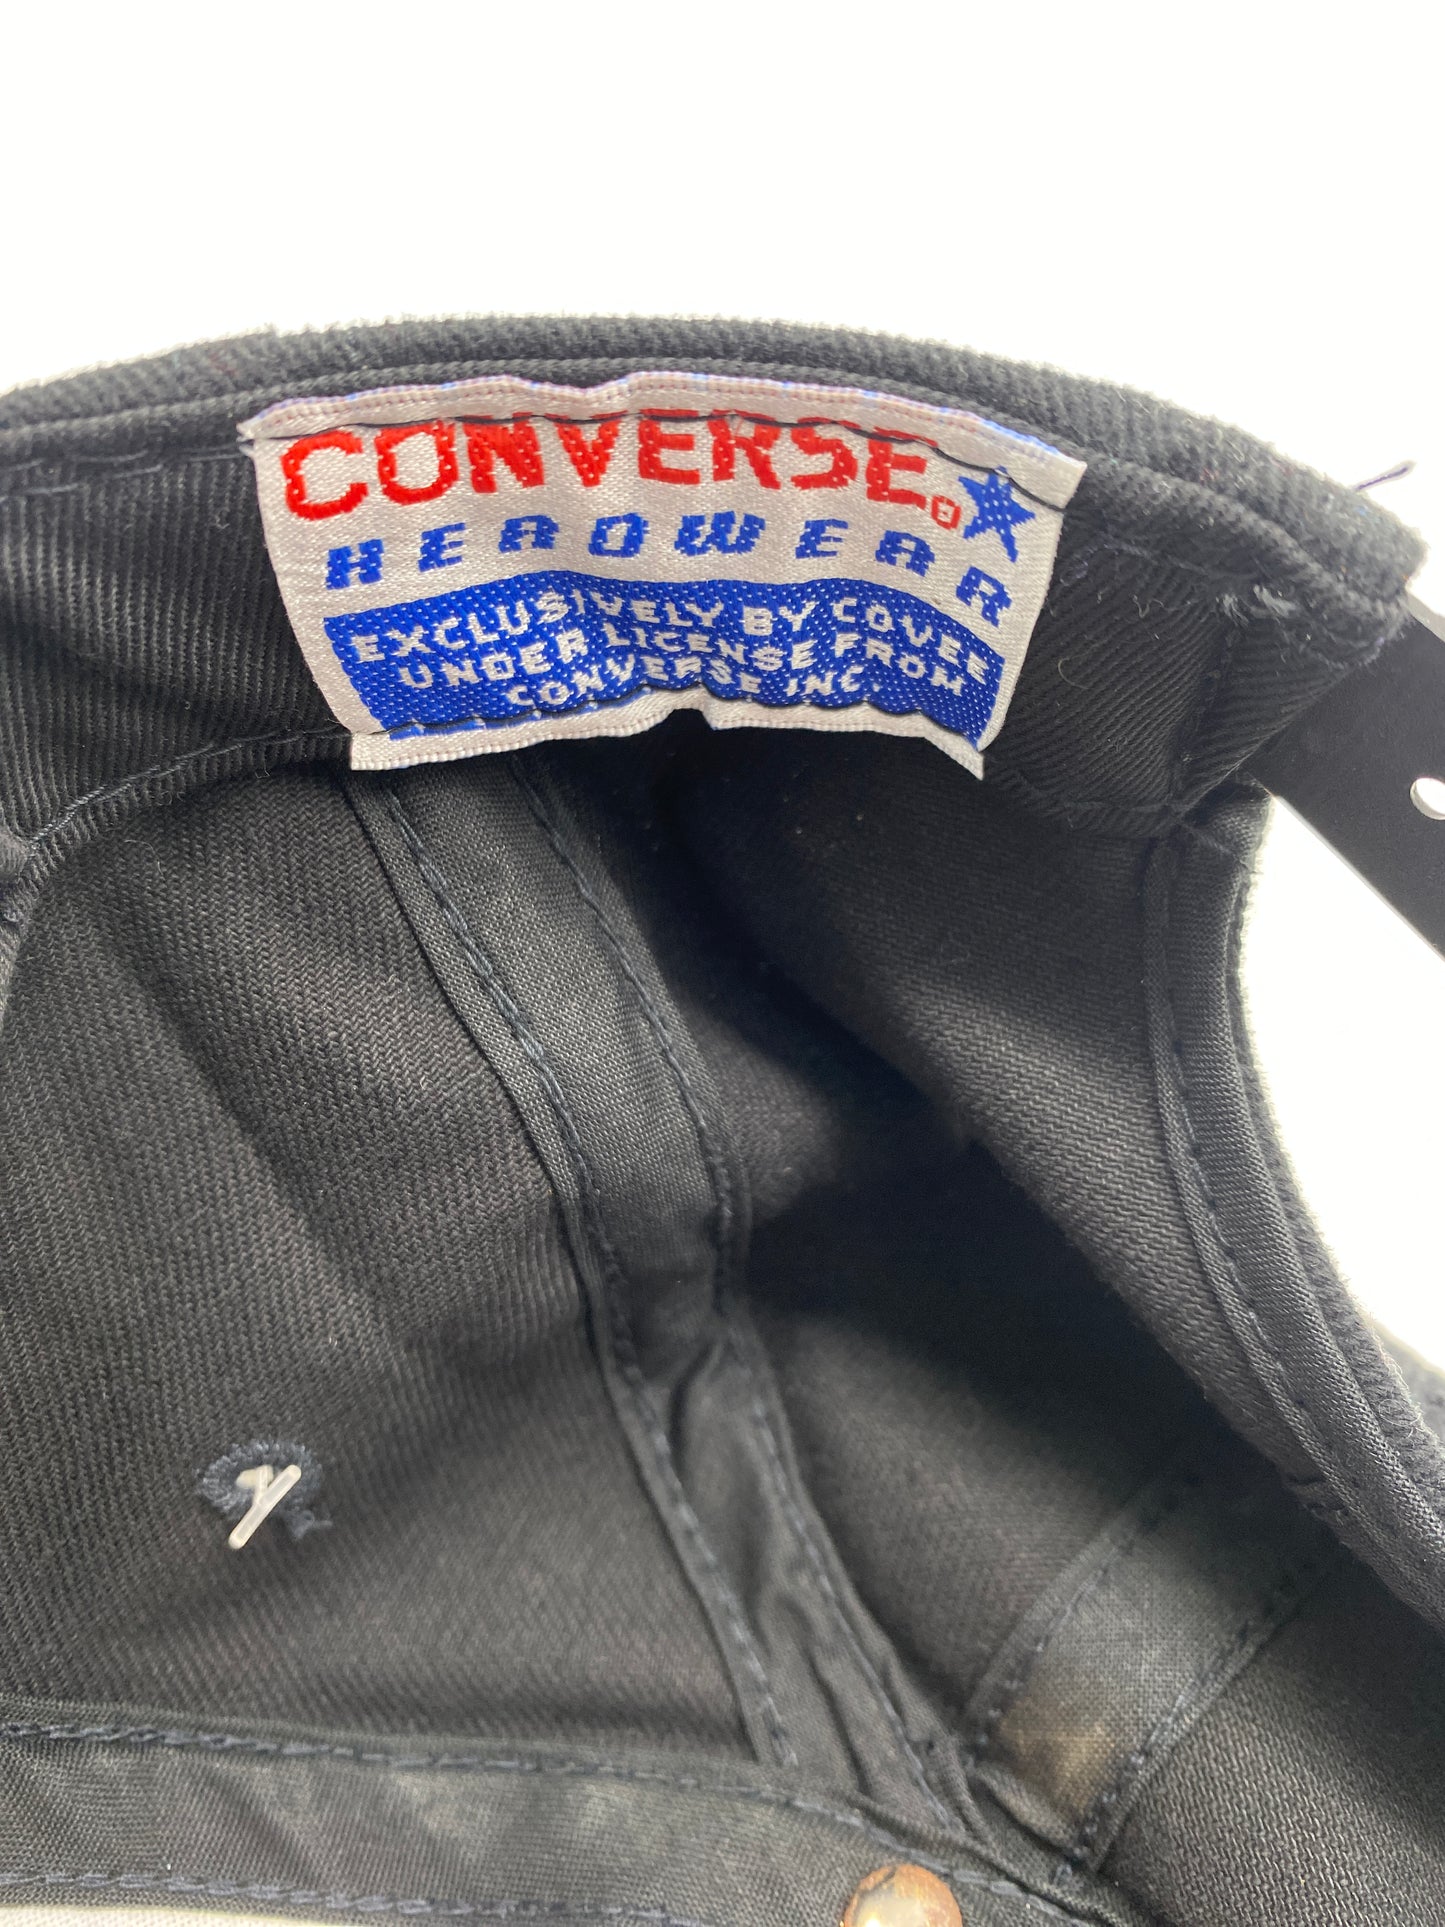 CONVERSE®
HEADWEAR
EXCLUSIVELY BY COVEE
UNDER LICENSE FROM
CONVERSE INC.